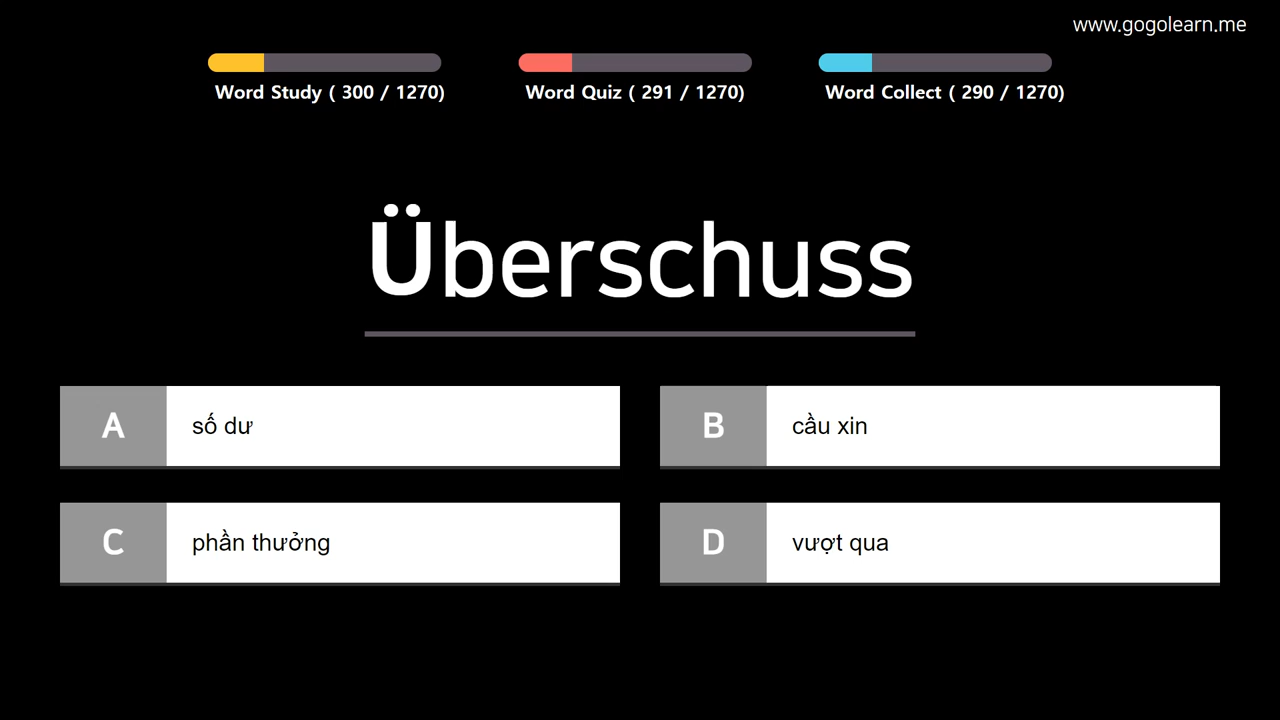 www.gogolearn.me
Word Study ( 300 / 1270)
Word Quiz ( 291 / 1270)
Word Collect ( 290 / 1270)
Überschuss
A
số dư
B
cầu xin
C
phần thưởng
D
vượt qua